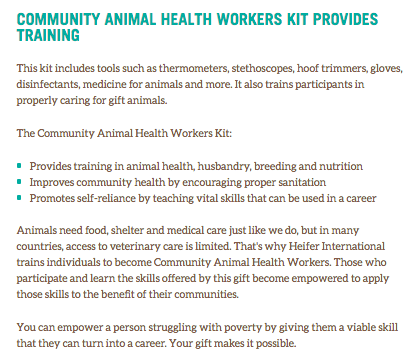 COMMUNITY ANIMAL HEALTH WORKERS KIT PROVIDES
TRAINING
This kit includes tools such as thermometers, stethoscopes, hoof trimmers, gloves,
disinfectants, medicine for animals and more. It also trains participants in
properly caring for gift animals.
The Community Animal Health Workers Kit:
Provides training in animal health, husbandry, breeding and nutrition
Improves community health by encouraging proper sanitation
Promotes self-reliance by teaching vital skills that can be used in a career
Animals need food, shelter and medical care just like we do, but in many
countries, access to veterinary care is limited. That's why Heifer International
trains individuals to become Community Animal Health Workers. Those who
participate and learn the skills offered by this gift become empowered to apply
those skills to the benefit of their communities.
You can empower a person struggling with poverty by giving them a viable skill
that they can turn into a career. Your gift makes it possible.